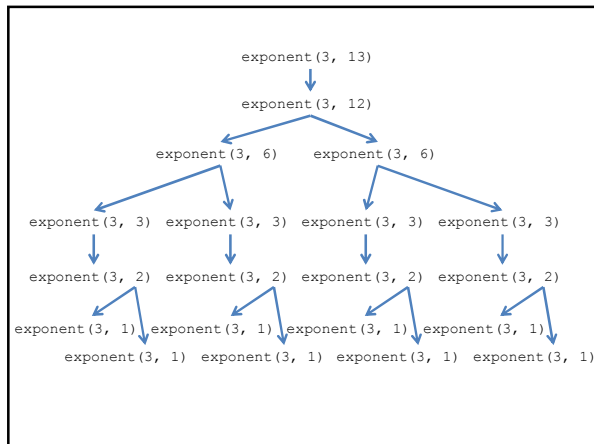 exponent(3, 13)
exponent(3, 12)
exponent(3, 6) exponent(3, 6)
exponent(3, 3) exponent(3, 3) exponent(3, 3) exponent(3, 3)
exponent(3, 2) exponent(3, 2) exponent(3, 2) exponent(3, 2)
exponent(3, 1) exponent(3, 1) exponent(3, 1) exponent(3, 1)
exponent(3, 1) exponent(3, 1) exponent(3, 1) exponent(3, 1)